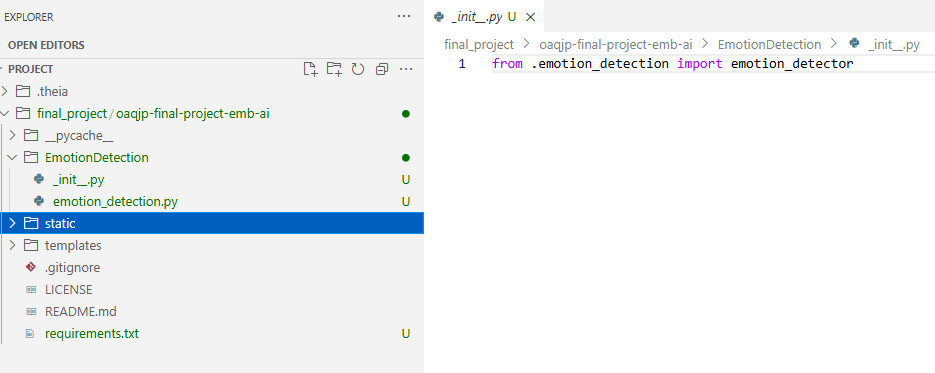 EXPLORER
OPEN EDITORS
PROJECT
.theia
final_project/oaqjp-final-project-emb-ai
__pycache__
EmotionDetection
_init__.py U
emotion_detection.py U
static
templates
.gitignore
LICENSE
README.md
requirements.txt U
_init__.py U
final_project > oaqjp-final-project-emb-ai > EmotionDetection > _init__.py
1 from .emotion_detection import emotion_detector